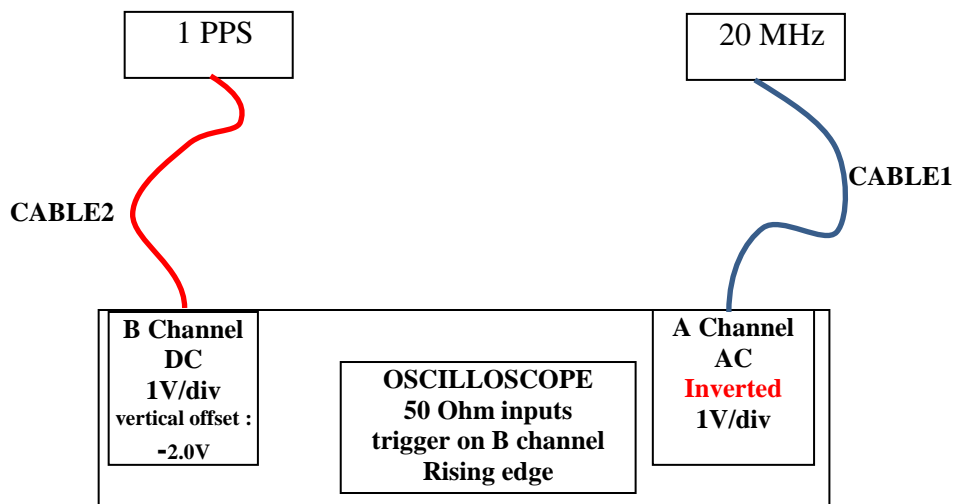 1 PPS
20 MHz
CABLE2
CABLE1
B Channel
DC
1V/div
vertical offset :
-2.0V
OSCILLOSCOPE
50 Ohm inputs
trigger on B channel
Rising edge
A Channel
AC
Inverted
1V/div